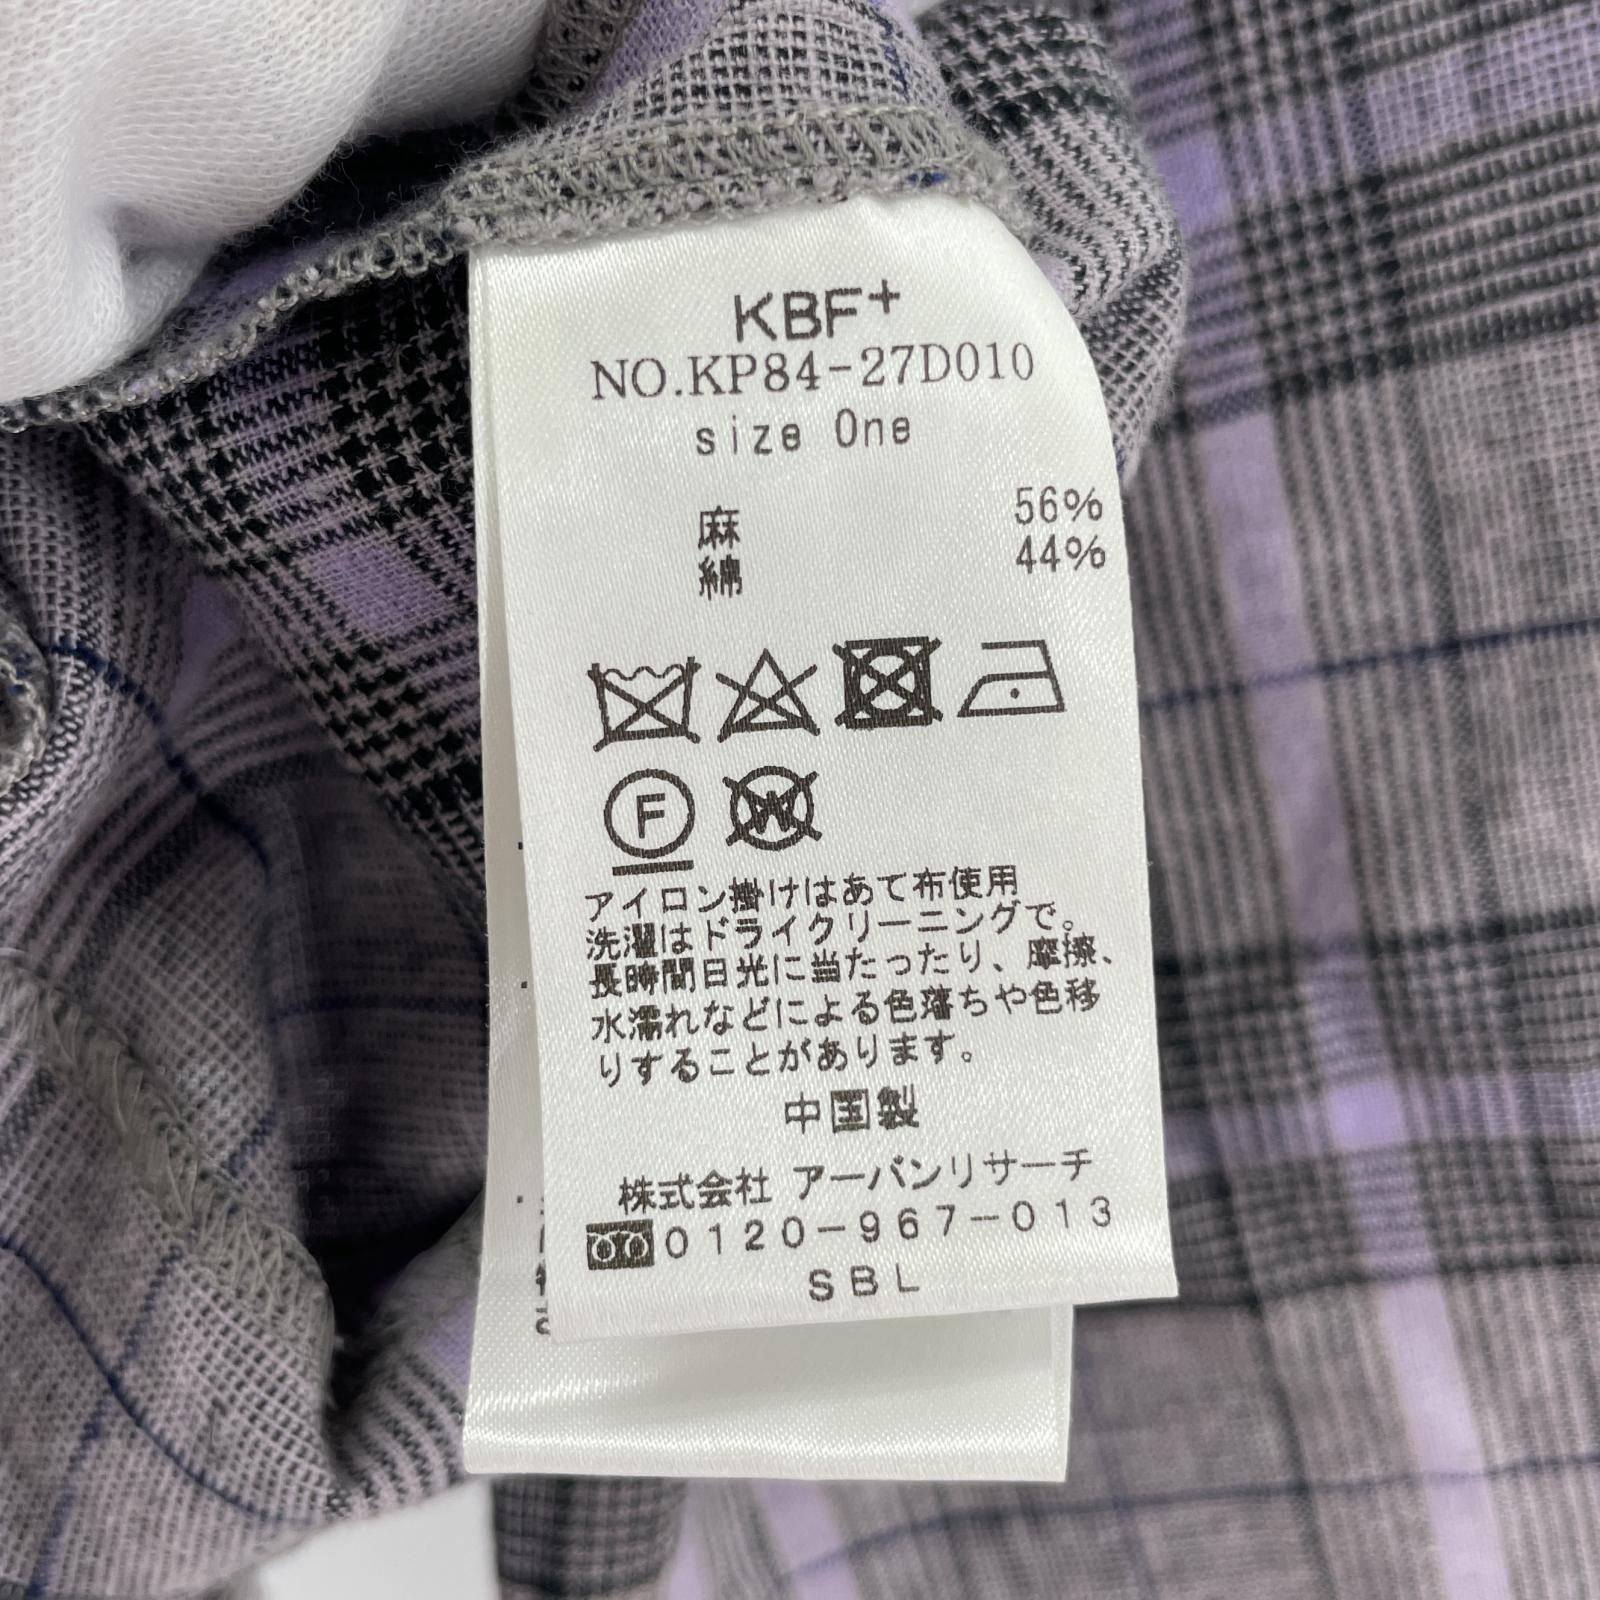 KBF+
NO.KP84-27D010
size One
麻 56%
綿 44%
F
W
アイロン掛けはあて布使用
洗濯はドライクリーニングで。
長時間日光に当たったり、摩擦、
水濡れなどによる色落ちや色移
りすることがあります。
中国製
株式会社 アーバンリサーチ
0120-967-013
SBL